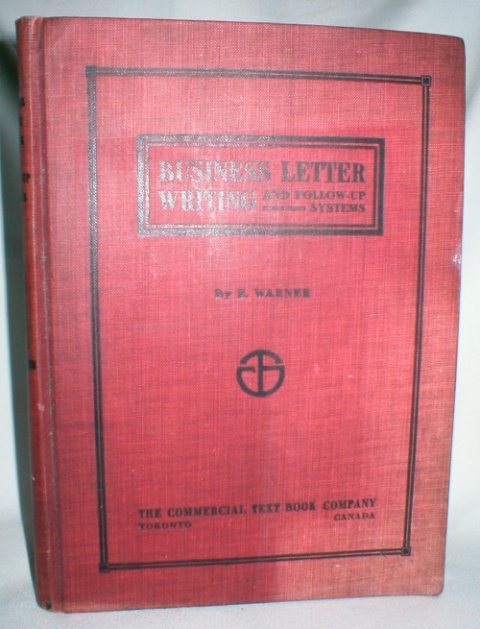 BUSINESS LETTER
WRITING AND FOLLOW-UP
SYSTEMS
By E. WARNER
THE COMMERCIAL TEXT BOOK COMPANY
TORONTO CANADA